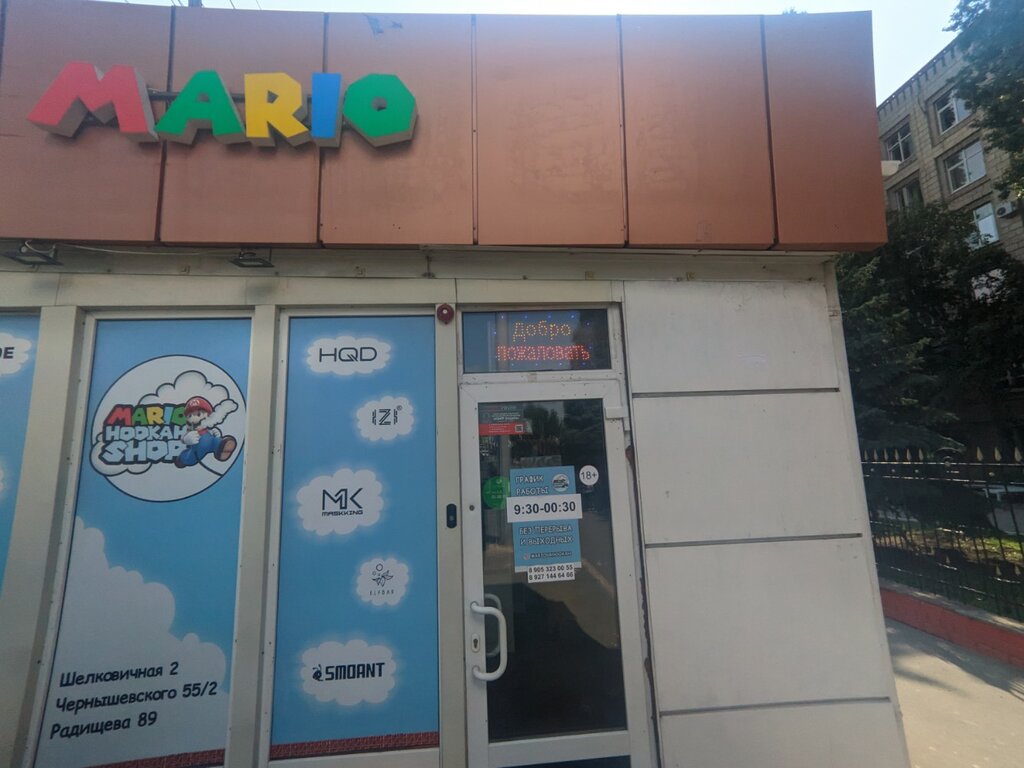 MARIO
DE
MARIO
HOOKAH
SHOP
Шелковичная 2
Чернышевского 55/2
Радищева 89
HQD
IZI®
MK
MASKKING
ELFBAR
SMOANT
Добро
пожаловать
18+
ГРАФИК
РАБОТЫ
9:30-00:30
БЕЗ ПЕРЕРЫВА
И ВЫХОДНЫХ
8 905 323 00 55
8 927 144 64 66